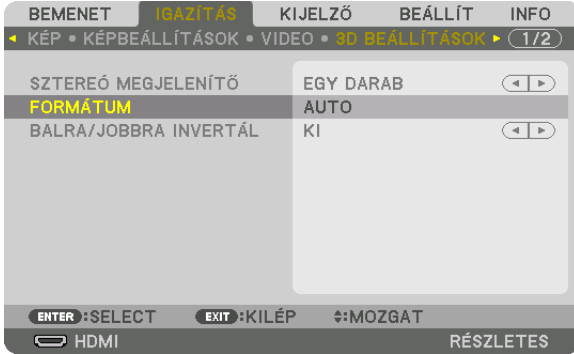 BEMENET IGAZÍTÁS KIJELZŐ BEÁLLÍT INFO
KÉP • KÉPBEÁLLÍTÁSOK • VIDEO • 3D BEÁLLÍTÁSOK 1/2
SZTEREÓ MEGJELENÍTŐ EGY DARAB
FORMÁTUM AUTO
BALRA/JOBBRA INVERTÁL KI
ENTER:SELECT EXIT:KILÉP :MOZGAT
HDMI RÉSZLETES